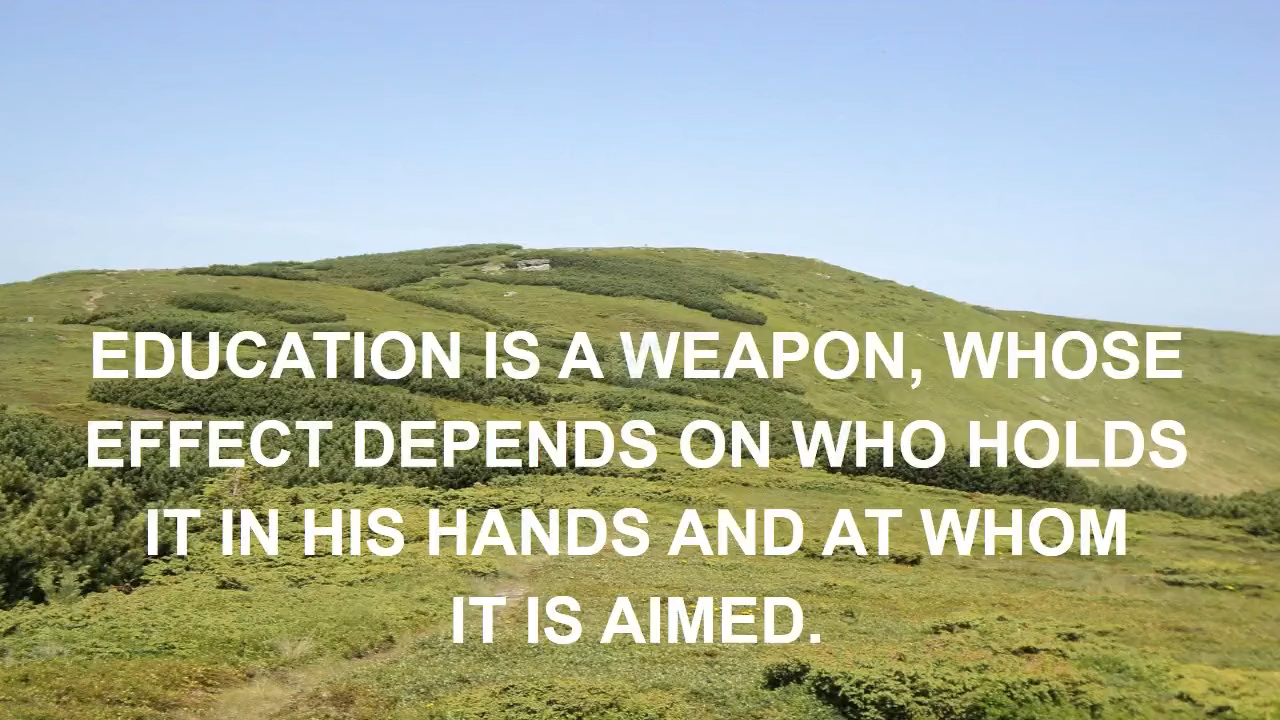 EDUCATION IS A WEAPON, WHOSE
EFFECT DEPENDS ON WHO HOLDS
IT IN HIS HANDS AND AT WHOM
IT IS AIMED.